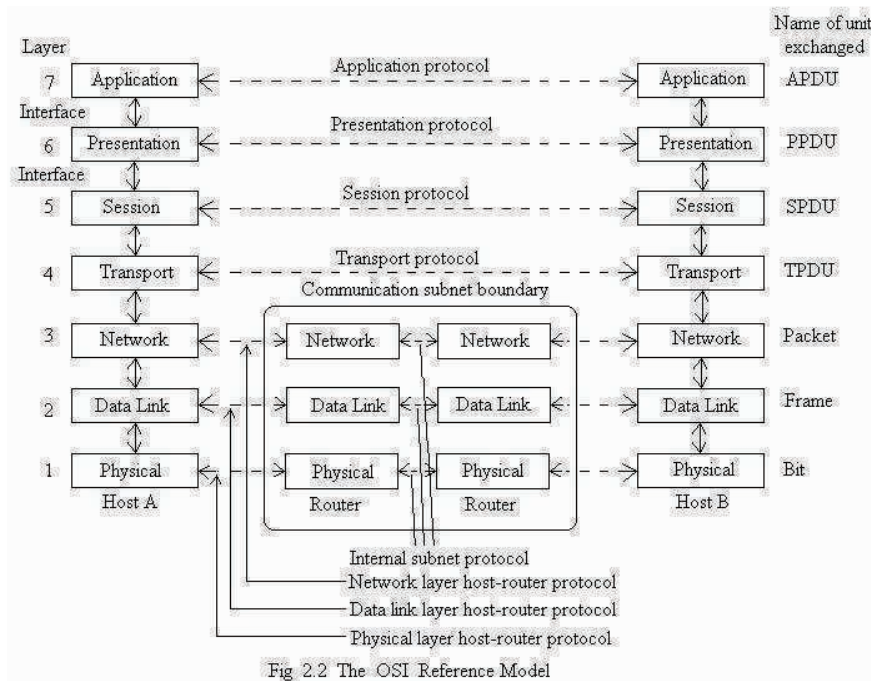 Layer
Name of unit
exchanged
7 Application Application protocol Application APDU
Interface
6 Presentation Presentation protocol Presentation PPDU
Interface
5 Session Session protocol Session SPDU
4 Transport Transport protocol Transport TPDU
Communication subnet boundary
3 Network Network Network Network Packet
2 Data Link Data Link Data Link Data Link Frame
1 Physical Physical Physical Physical Bit
Host A Router Router Host B
Internal subnet protocol
Network layer host-router protocol
Data link layer host-router protocol
Physical layer host-router protocol
Fig 2.2 The OSI Reference Model